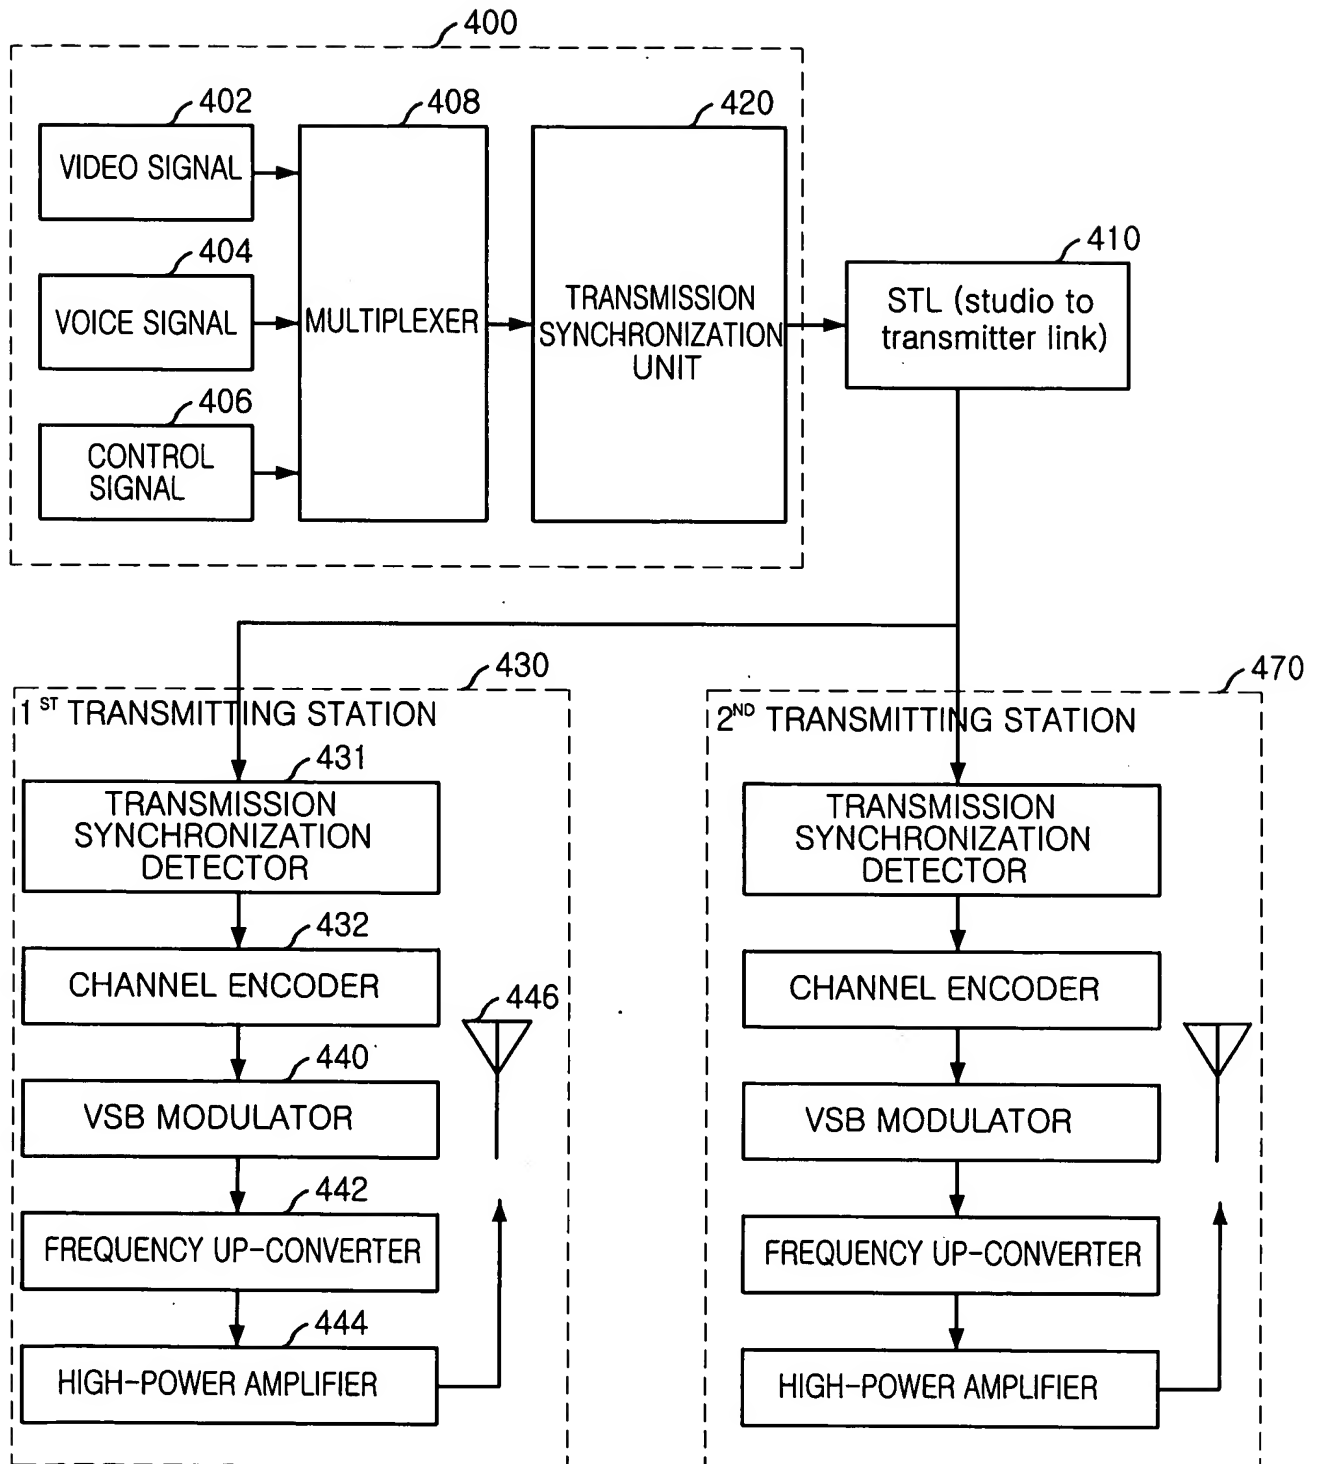 400
402
408
420
VIDEO SIGNAL
404
VOICE SIGNAL
406
CONTROL
SIGNAL
MULTIPLEXER
TRANSMISSION
SYNCHRONIZATION
UNIT
410
STL (studio to
transmitter link)
430
1ST TRANSMITTING STATION
431
TRANSMISSION
SYNCHRONIZATION
DETECTOR
432
CHANNEL ENCODER
446
440
VSB MODULATOR
442
FREQUENCY UP-CONVERTER
444
HIGH-POWER AMPLIFIER
470
2ND TRANSMITTING STATION
TRANSMISSION
SYNCHRONIZATION
DETECTOR
CHANNEL ENCODER
VSB MODULATOR
FREQUENCY UP-CONVERTER
HIGH-POWER AMPLIFIER